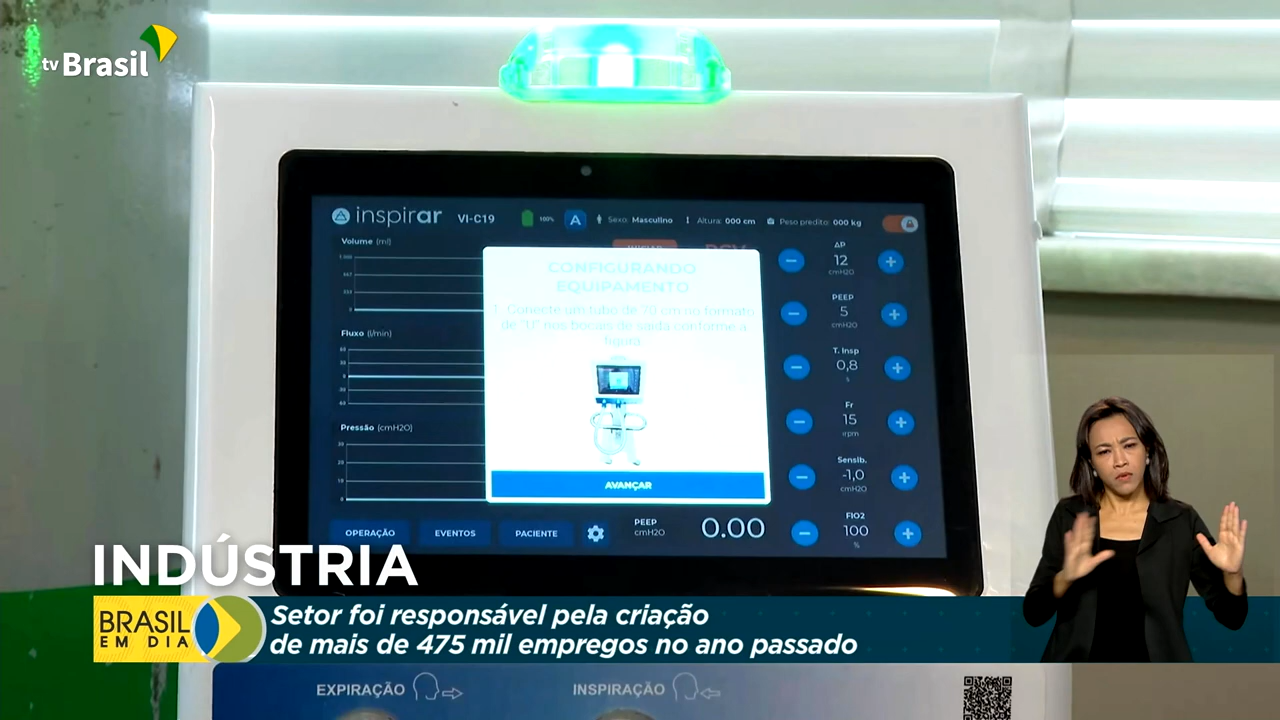 tv Brasil
inspirar VI-C19 100% A Sexo: Masculino Altura: 000 cm Peso predito: 000 kg
Volume (ml)
Fluxo (l/min)
Pressão (cmH2O)
CONFIGURANDO
EQUIPAMENTO
1. Conecte um tubo de 70 cm no formato
de "U" nos bocais de saída conforme a
figura
AVANÇAR
ΔP
12
cmH2O
PEEP
5
cmH2O
T. Insp
0,8
s
Fr
15
irpm
Sensib.
-1,0
cmH2O
FIO2
100
%
OPERAÇÃO EVENTOS PACIENTE
PEEP
cmH2O
0.00
INDÚSTRIA
BRASIL
EM DIA
Setor foi responsável pela criação
de mais de 475 mil empregos no ano passado
EXPIRAÇÃO INSPIRAÇÃO